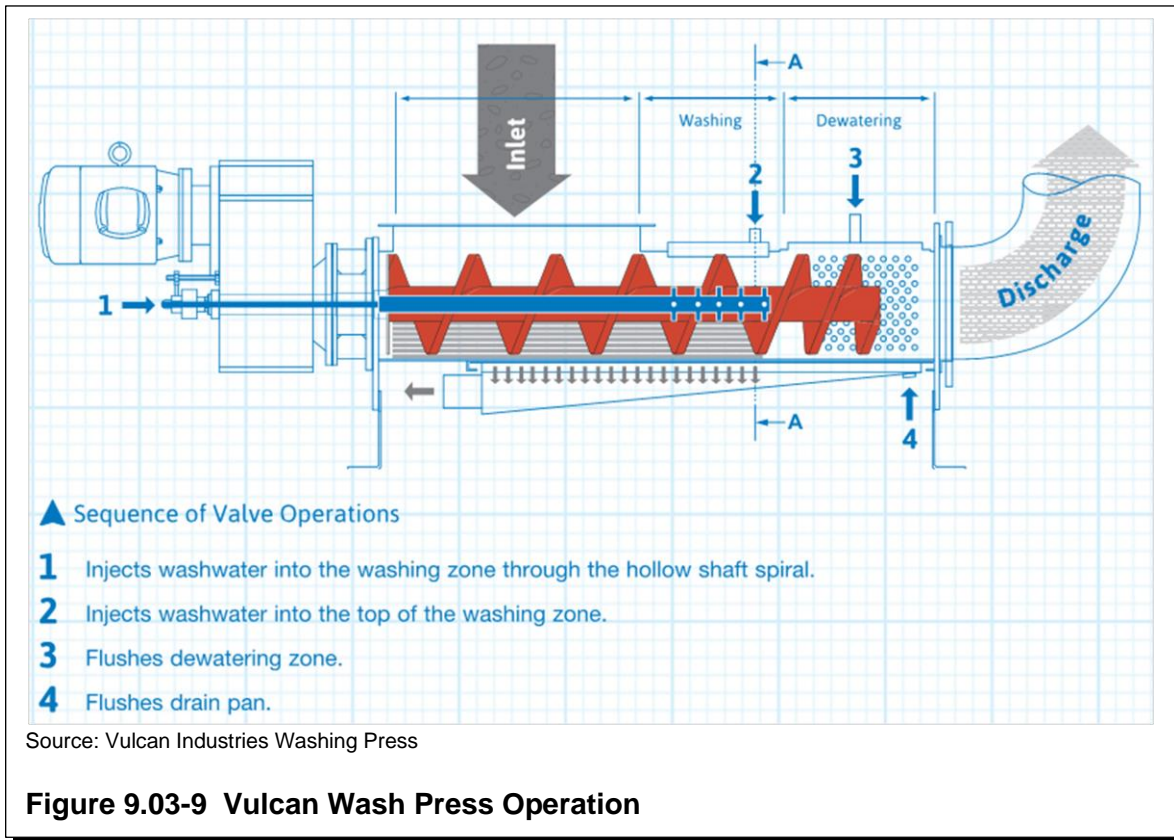 A
Inlet
Washing
Dewatering
2
3
1
Discharge
A
4
Sequence of Valve Operations
1 Injects washwater into the washing zone through the hollow shaft spiral.
2 Injects washwater into the top of the washing zone.
3 Flushes dewatering zone.
4 Flushes drain pan.
Source: Vulcan Industries Washing Press
Figure 9.03-9 Vulcan Wash Press Operation